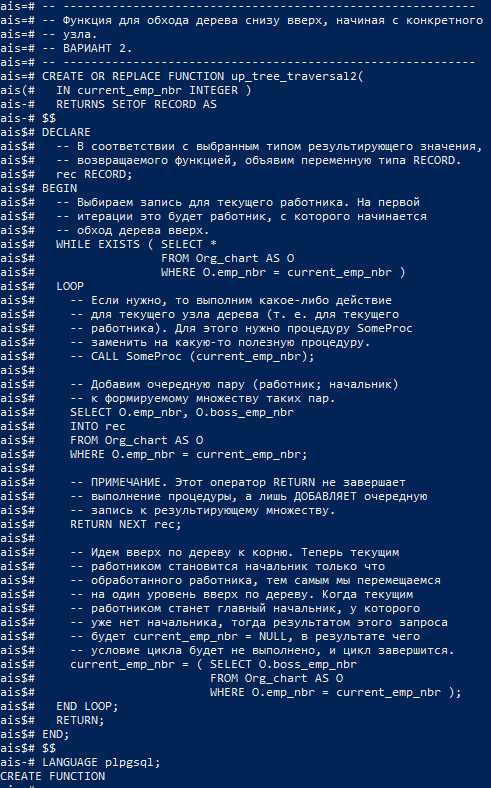 ais=# -- -----------------------------------------------------------
ais=# -- Функция для обхода дерева снизу вверх, начиная с конкретного
ais=# -- узла.
ais=# -- ВАРИАНТ 2.
ais=# -- -----------------------------------------------------------
ais=# CREATE OR REPLACE FUNCTION up_tree_traversal2(
ais(#   IN current_emp_nbr INTEGER )
ais-#   RETURNS SETOF RECORD AS
ais-# $$
ais$# DECLARE
ais$#   -- В соответствии с выбранным типом результирующего значения,
ais$#   -- возвращаемого функцией, объявим переменную типа RECORD.
ais$#   rec RECORD;
ais$# BEGIN
ais$#   -- Выбираем запись для текущего работника. На первой
ais$#   -- итерации это будет работник, с которого начинается
ais$#   -- обход дерева вверх.
ais$#   WHILE EXISTS ( SELECT *
ais$#                  FROM Org_chart AS O
ais$#                  WHERE O.emp_nbr = current_emp_nbr )
ais$#   LOOP
ais$#     -- Если нужно, то выполним какое-либо действие
ais$#     -- для текущего узла дерева (т. е. для текущего
ais$#     -- работника). Для этого нужно процедуру SomeProc
ais$#     -- заменить на какую-то полезную процедуру.
ais$#     -- CALL SomeProc (current_emp_nbr);
ais$#
ais$#     -- Добавим очередную пару (работник; начальник)
ais$#     -- к формируемому множеству таких пар.
ais$#     SELECT O.emp_nbr, O.boss_emp_nbr
ais$#     INTO rec
ais$#     FROM Org_chart AS O
ais$#     WHERE O.emp_nbr = current_emp_nbr;
ais$#
ais$#     -- ПРИМЕЧАНИЕ. Этот оператор RETURN не завершает
ais$#     -- выполнение процедуры, а лишь ДОБАВЛЯЕТ очередную
ais$#     -- запись к результирующему множеству.
ais$#     RETURN NEXT rec;
ais$#
ais$#     -- Идем вверх по дереву к корню. Теперь текущим
ais$#     -- работником становится начальник только что
ais$#     -- обработанного работника, тем самым мы перемещаемся
ais$#     -- на один уровень вверх по дереву. Когда текущим
ais$#     -- работником станет главный начальник, у которого
ais$#     -- уже нет начальника, тогда результатом этого запроса
ais$#     -- будет current_emp_nbr = NULL, в результате чего
ais$#     -- условие цикла будет не выполнено, и цикл завершится.
ais$#     current_emp_nbr = ( SELECT O.boss_emp_nbr
ais$#                         FROM Org_chart AS O
ais$#                         WHERE O.emp_nbr = current_emp_nbr );
ais$#   END LOOP;
ais$#   RETURN;
ais$# END;
ais$# $$
ais-# LANGUAGE plpgsql;
CREATE FUNCTION